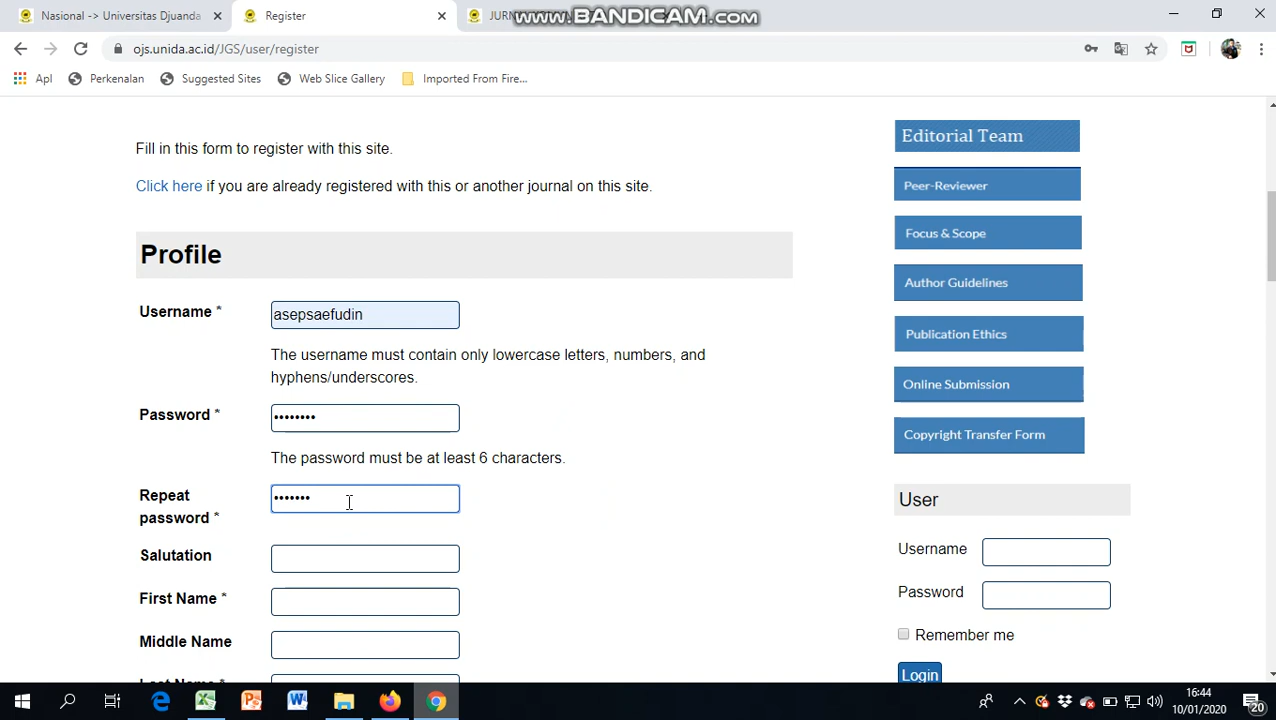 Nasional -> Universitas Djuanda
Register
JURN
www.BANDICAM.com
ojs.unida.ac.id/JGS/user/register
Apl
Perkenalan
Suggested Sites
Web Slice Gallery
Imported From Fire...
Fill in this form to register with this site.
Click here if you are already registered with this or another journal on this site.
Profile
Username *
asepsaefudin
The username must contain only lowercase letters, numbers, and
hyphens/underscores.
Password *
••••••••
The password must be at least 6 characters.
Repeat
password *
•••••••
Salutation
First Name *
Middle Name
Editorial Team
Peer-Reviewer
Focus & Scope
Author Guidelines
Publication Ethics
Online Submission
Copyright Transfer Form
User
Username
Password
Remember me
Login
16:44
10/01/2020
20